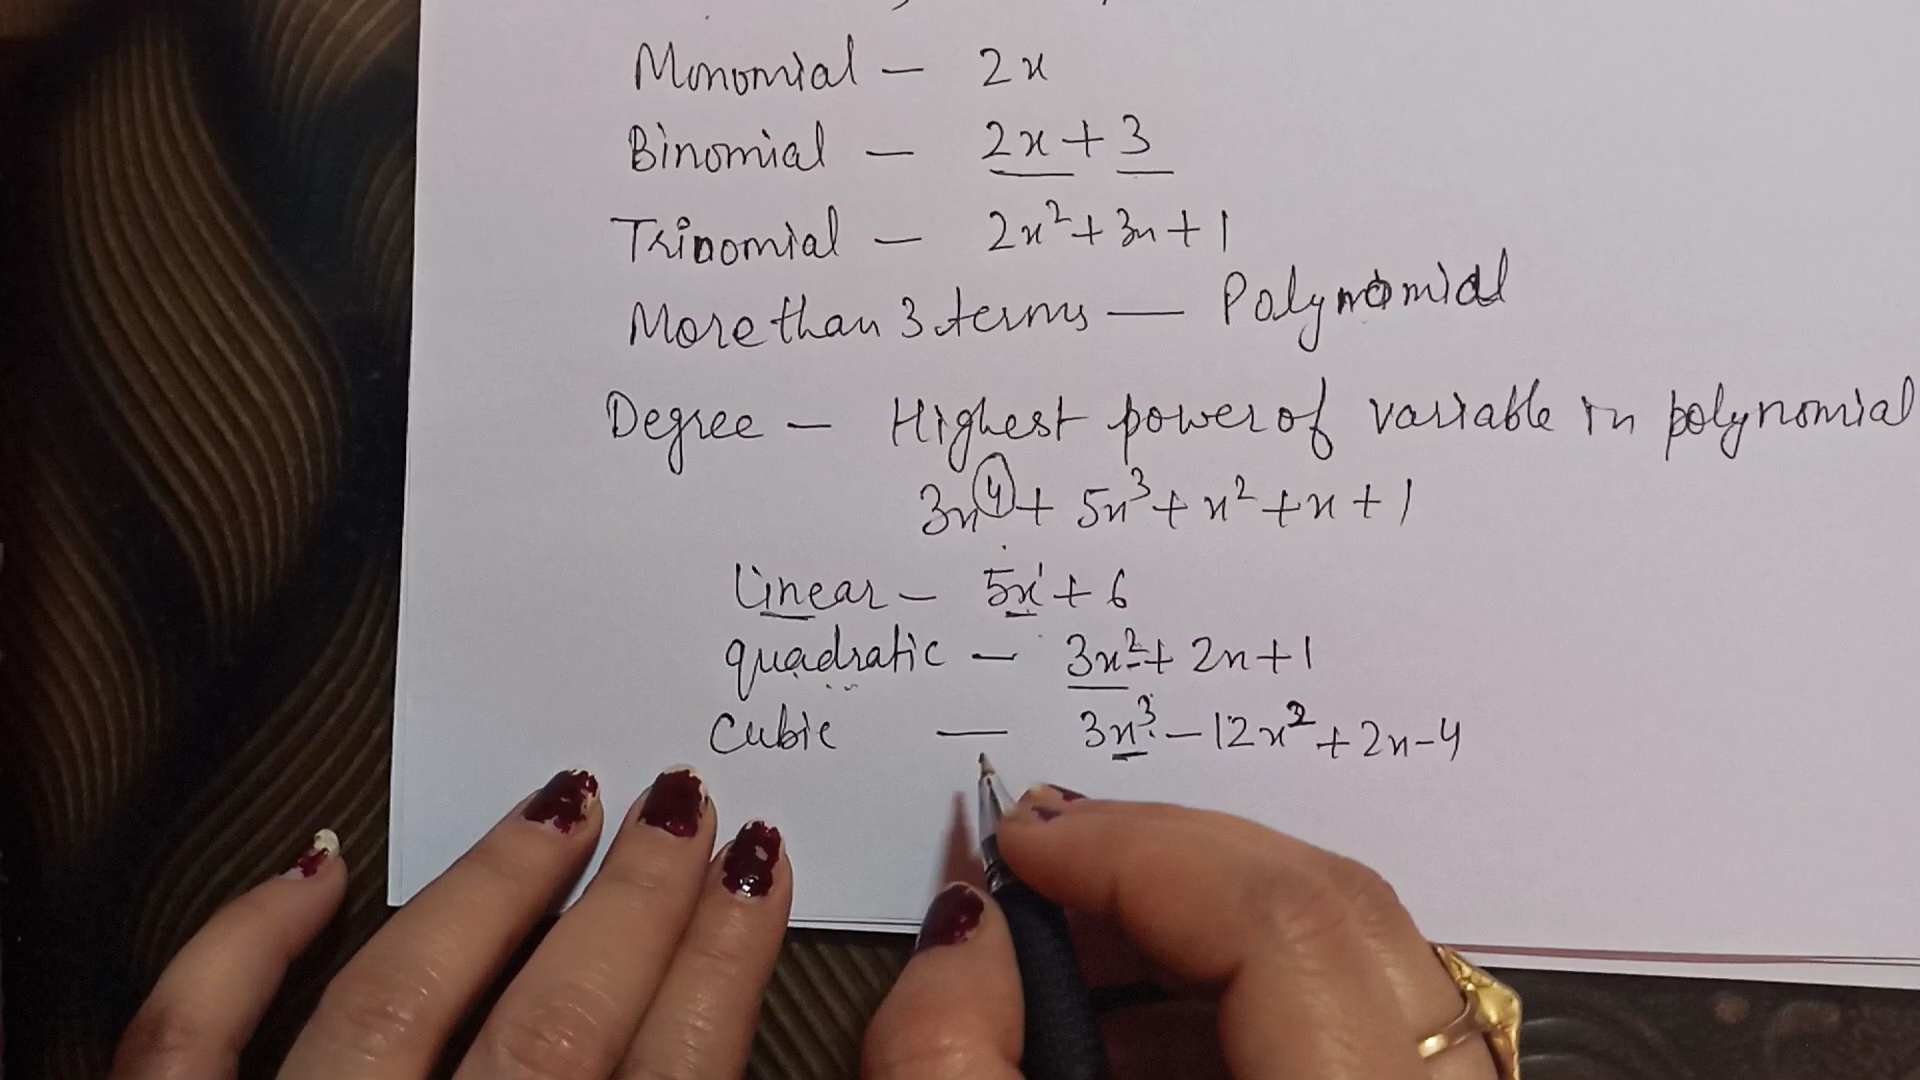 Monomial - 2x
Binomial - 2x + 3
Trinomial - 2x² + 3x + 1
More than 3 terms — Polynomial
Degree - Highest power of variable in polynomial
3x⁴ + 5x³ + x² + x + 1
linear - 5x¹ + 6
quadratic - 3x² + 2x + 1
Cubic — 3x³ - 12x² + 2x - 4